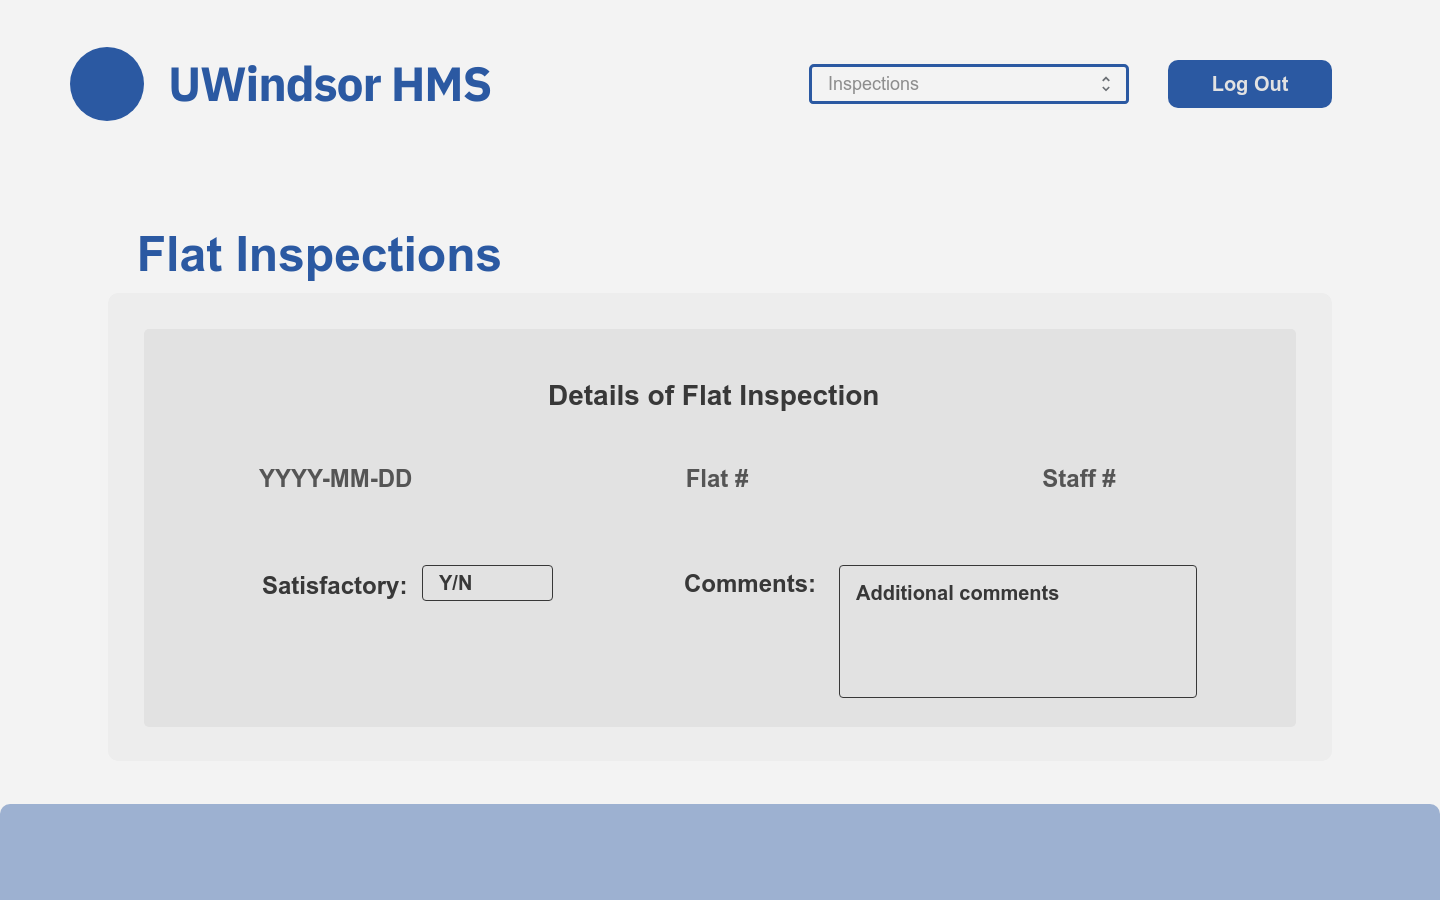 UWindsor HMS
Inspections
Log Out
Flat Inspections
Details of Flat Inspection
YYYY-MM-DD
Flat #
Staff #
Satisfactory:
Y/N
Comments:
Additional comments